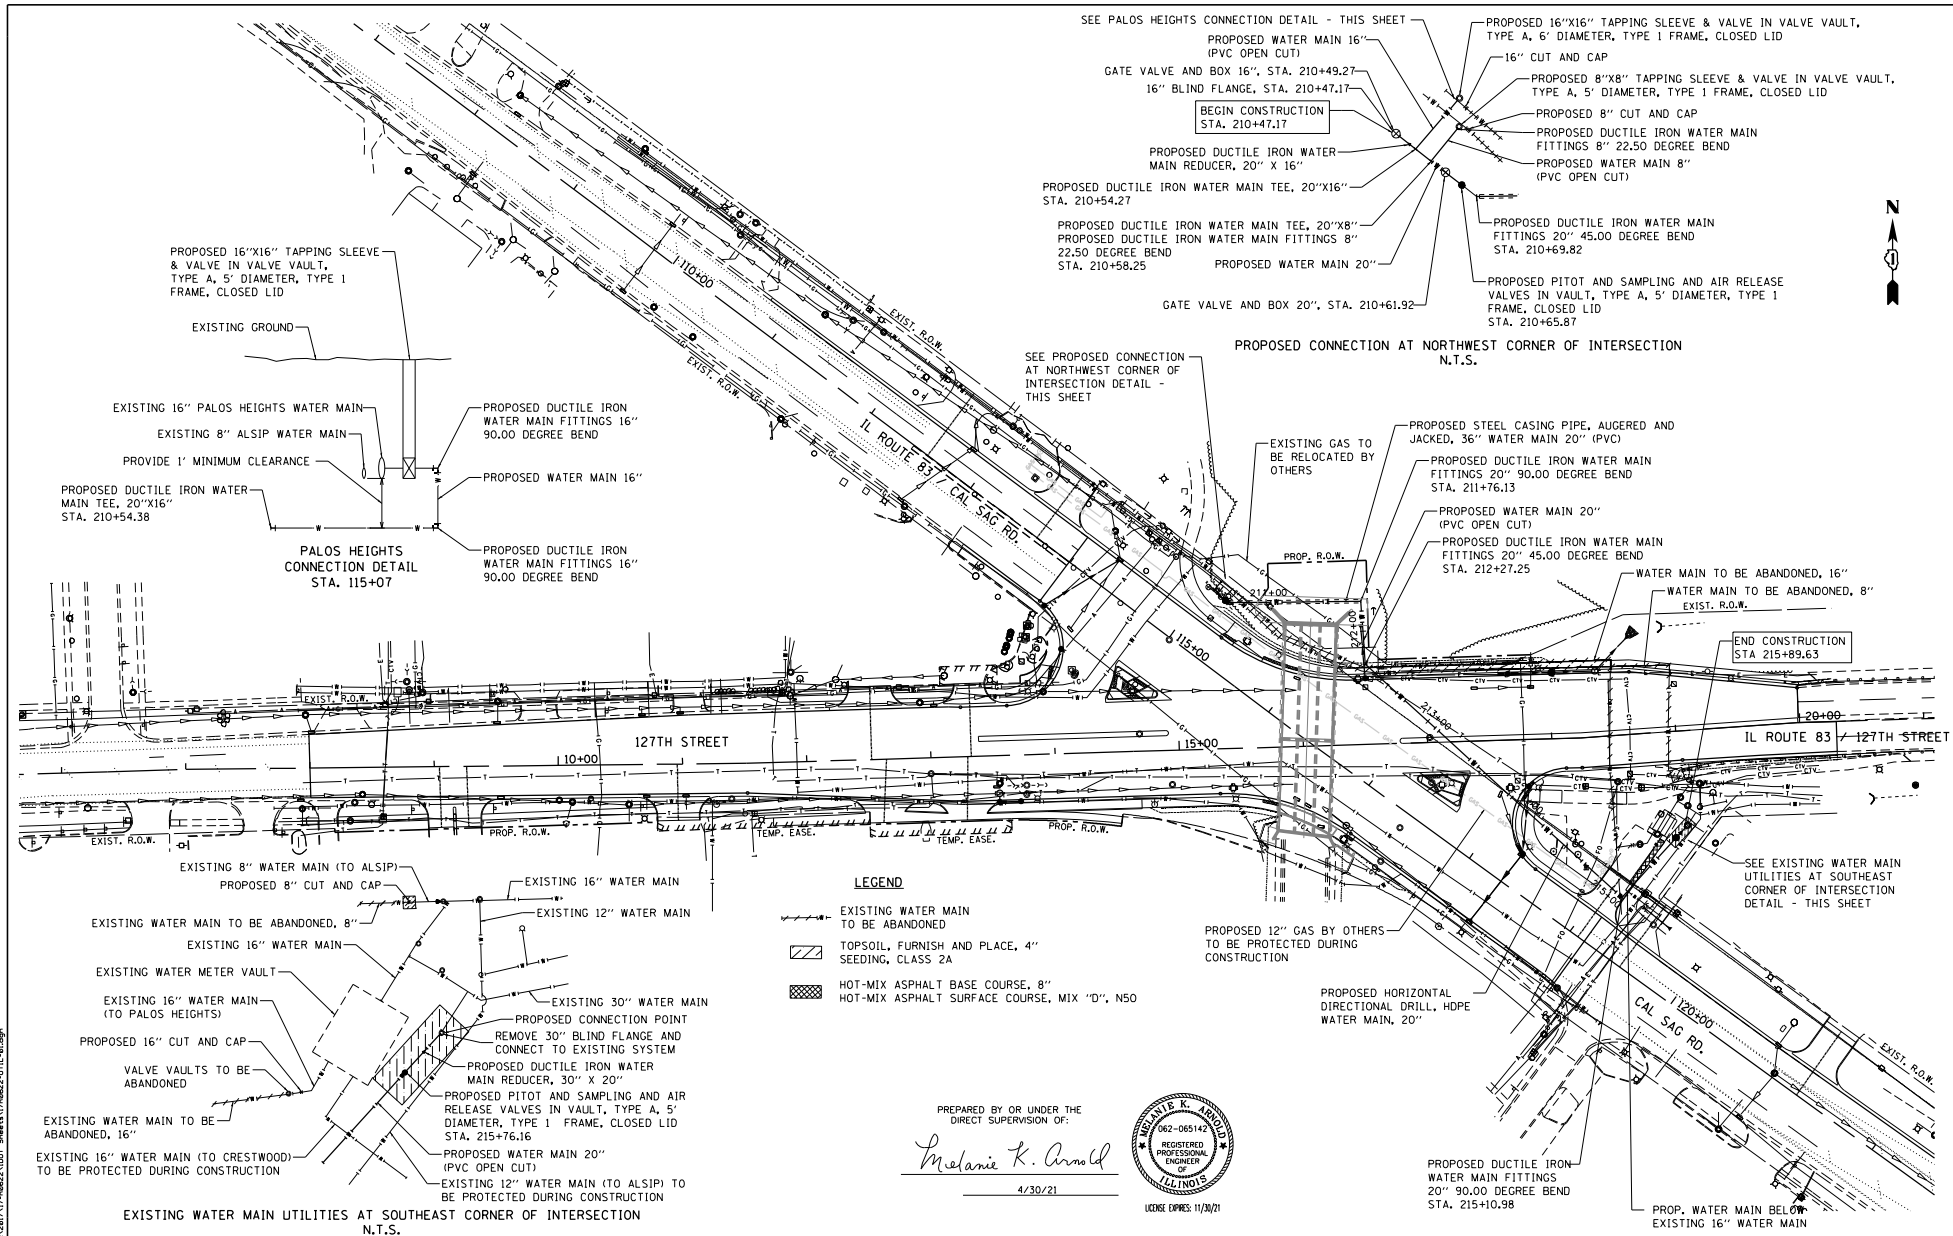 SEE PALOS HEIGHTS CONNECTION DETAIL - THIS SHEET
PROPOSED WATER MAIN 16"
(PVC OPEN CUT)
GATE VALVE AND BOX 16", STA. 210+49.27
16" BLIND FLANGE, STA. 210+47.17
BEGIN CONSTRUCTION
STA. 210+47.17
PROPOSED DUCTILE IRON WATER
MAIN REDUCER, 20" X 16"
PROPOSED DUCTILE IRON WATER MAIN TEE, 20"X16"
STA. 210+54.27
PROPOSED DUCTILE IRON WATER MAIN TEE, 20"X8"
PROPOSED DUCTILE IRON WATER MAIN FITTINGS 8"
22.50 DEGREE BEND
STA. 210+58.25
PROPOSED WATER MAIN 20"
GATE VALVE AND BOX 20", STA. 210+61.92
PROPOSED 16"X16" TAPPING SLEEVE & VALVE IN VALVE VAULT,
TYPE A, 6' DIAMETER, TYPE 1 FRAME, CLOSED LID
16" CUT AND CAP
PROPOSED 8"X8" TAPPING SLEEVE & VALVE IN VALVE VAULT,
TYPE A, 5' DIAMETER, TYPE 1 FRAME, CLOSED LID
PROPOSED 8" CUT AND CAP
PROPOSED DUCTILE IRON WATER MAIN
FITTINGS 8" 22.50 DEGREE BEND
PROPOSED WATER MAIN 8"
(PVC OPEN CUT)
PROPOSED DUCTILE IRON WATER MAIN
FITTINGS 20" 45.00 DEGREE BEND
STA. 210+69.82
PROPOSED PITOT AND SAMPLING AND AIR RELEASE
VALVES IN VAULT, TYPE A, 5' DIAMETER, TYPE 1
FRAME, CLOSED LID
STA. 210+65.87
PROPOSED CONNECTION AT NORTHWEST CORNER OF INTERSECTION
N.T.S.
N
PROPOSED 16"X16" TAPPING SLEEVE
& VALVE IN VALVE VAULT,
TYPE A, 5' DIAMETER, TYPE 1
FRAME, CLOSED LID
EXISTING GROUND
EXISTING 16" PALOS HEIGHTS WATER MAIN
EXISTING 8" ALSIP WATER MAIN
PROVIDE 1' MINIMUM CLEARANCE
PROPOSED DUCTILE IRON WATER
MAIN TEE, 20"X16"
STA. 210+54.38
PROPOSED DUCTILE IRON
WATER MAIN FITTINGS 16"
90.00 DEGREE BEND
PROPOSED WATER MAIN 16"
PROPOSED DUCTILE IRON
WATER MAIN FITTINGS 16"
90.00 DEGREE BEND
PALOS HEIGHTS
CONNECTION DETAIL
STA. 115+07
110+00
EXIST. R.O.W.
EXIST. R.O.W.
IL ROUTE 83 / CAL SAG RD.
SEE PROPOSED CONNECTION
AT NORTHWEST CORNER OF
INTERSECTION DETAIL -
THIS SHEET
EXISTING GAS TO
BE RELOCATED BY
OTHERS
PROPOSED STEEL CASING PIPE, AUGERED AND
JACKED, 36" WATER MAIN 20" (PVC)
PROPOSED DUCTILE IRON WATER MAIN
FITTINGS 20" 90.00 DEGREE BEND
STA. 211+76.13
PROPOSED WATER MAIN 20"
(PVC OPEN CUT)
PROPOSED DUCTILE IRON WATER MAIN
FITTINGS 20" 45.00 DEGREE BEND
STA. 212+27.25
WATER MAIN TO BE ABANDONED, 16"
WATER MAIN TO BE ABANDONED, 8"
EXIST. R.O.W.
END CONSTRUCTION
STA 215+89.63
PROP. R.O.W.
211+00
212+00
115+00
213+00
EXIST. R.O.W.
127TH STREET
10+00
15+00
20+00
IL ROUTE 83 / 127TH STREET
EXIST. R.O.W.
PROP. R.O.W.
TEMP. EASE.
TEMP. EASE.
PROP. R.O.W.
215+00
SEE EXISTING WATER MAIN
UTILITIES AT SOUTHEAST
CORNER OF INTERSECTION
DETAIL - THIS SHEET
PROPOSED 12" GAS BY OTHERS
TO BE PROTECTED DURING
CONSTRUCTION
PROPOSED HORIZONTAL
DIRECTIONAL DRILL, HDPE
WATER MAIN, 20"
120+00
CAL SAG RD.
EXIST. R.O.W.
PROPOSED DUCTILE IRON
WATER MAIN FITTINGS
20" 90.00 DEGREE BEND
STA. 215+10.98
PROP. WATER MAIN BELOW
EXISTING 16" WATER MAIN
EXISTING 8" WATER MAIN (TO ALSIP)
PROPOSED 8" CUT AND CAP
EXISTING WATER MAIN TO BE ABANDONED, 8"
EXISTING 16" WATER MAIN
EXISTING WATER METER VAULT
EXISTING 16" WATER MAIN
(TO PALOS HEIGHTS)
PROPOSED 16" CUT AND CAP
VALVE VAULTS TO BE
ABANDONED
EXISTING WATER MAIN TO BE
ABANDONED, 16"
EXISTING 16" WATER MAIN (TO CRESTWOOD)
TO BE PROTECTED DURING CONSTRUCTION
EXISTING 16" WATER MAIN
EXISTING 12" WATER MAIN
EXISTING 30" WATER MAIN
PROPOSED CONNECTION POINT
REMOVE 30" BLIND FLANGE AND
CONNECT TO EXISTING SYSTEM
PROPOSED DUCTILE IRON WATER
MAIN REDUCER, 30" X 20"
PROPOSED PITOT AND SAMPLING AND AIR
RELEASE VALVES IN VAULT, TYPE A, 5'
DIAMETER, TYPE 1 FRAME, CLOSED LID
STA. 215+76.16
PROPOSED WATER MAIN 20"
(PVC OPEN CUT)
EXISTING 12" WATER MAIN (TO ALSIP) TO
BE PROTECTED DURING CONSTRUCTION
EXISTING WATER MAIN UTILITIES AT SOUTHEAST CORNER OF INTERSECTION
N.T.S.
LEGEND
EXISTING WATER MAIN
TO BE ABANDONED
TOPSOIL, FURNISH AND PLACE, 4"
SEEDING, CLASS 2A
HOT-MIX ASPHALT BASE COURSE, 8"
HOT-MIX ASPHALT SURFACE COURSE, MIX "D", N50
PREPARED BY OR UNDER THE
DIRECT SUPERVISION OF:
Melanie K. Arnold
4/30/21
MELANIE K. ARNOLD
062-065142
REGISTERED
PROFESSIONAL
ENGINEER
OF
ILLINOIS
LICENSE EXPIRES: 11/30/21